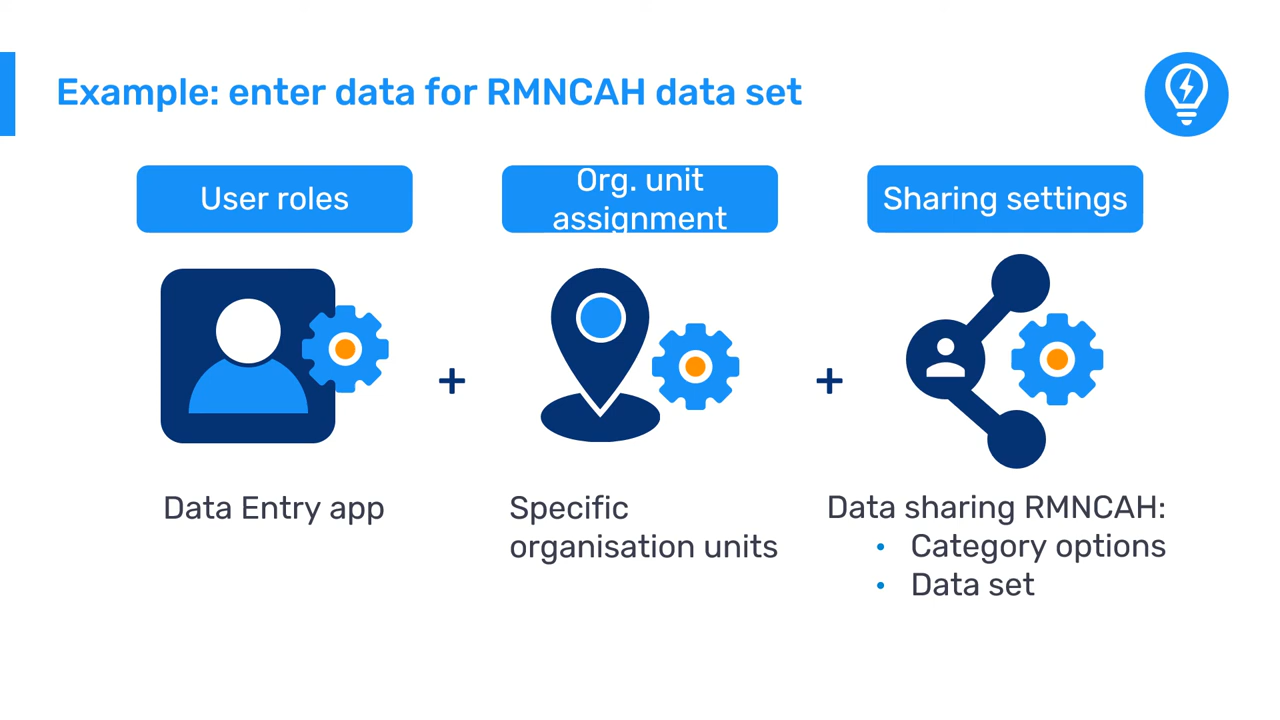 Example: enter data for RMNCAH data set
User roles
Org. unit
assignment
Sharing settings
+
+
Data Entry app
Specific
organisation units
Data sharing RMNCAH:
• Category options
• Data set